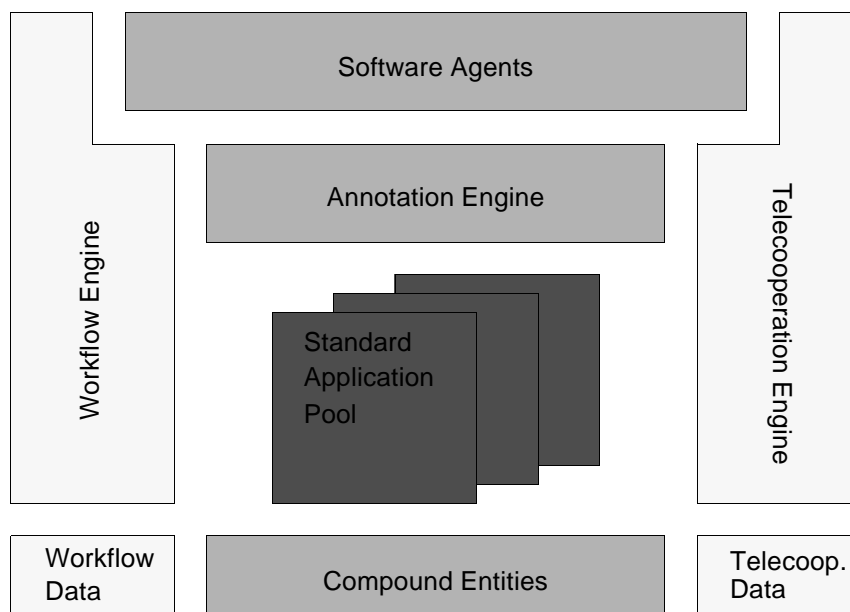 Software Agents
Annotation Engine
Workflow Engine
Telecooperation Engine
Standard
Application
Pool
Workflow
Data
Compound Entities
Telecoop.
Data